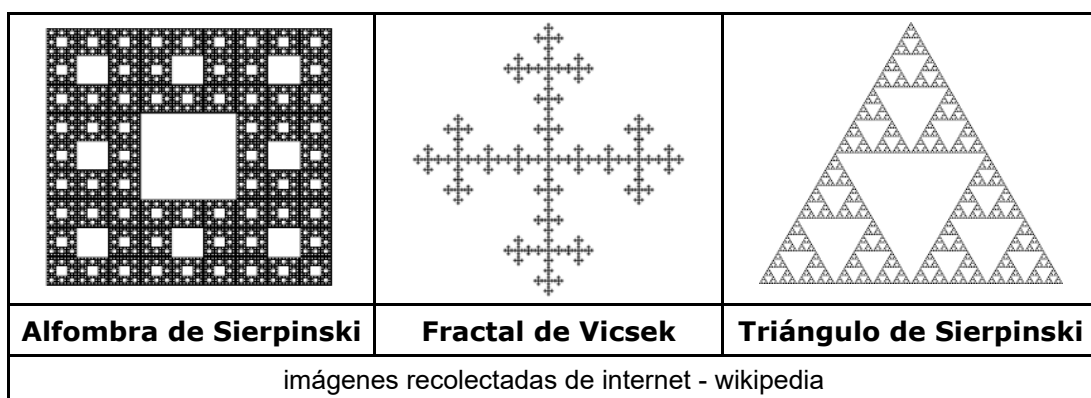 Alfombra de Sierpinski
Fractal de Vicsek
Triángulo de Sierpinski
imágenes recolectadas de internet - wikipedia